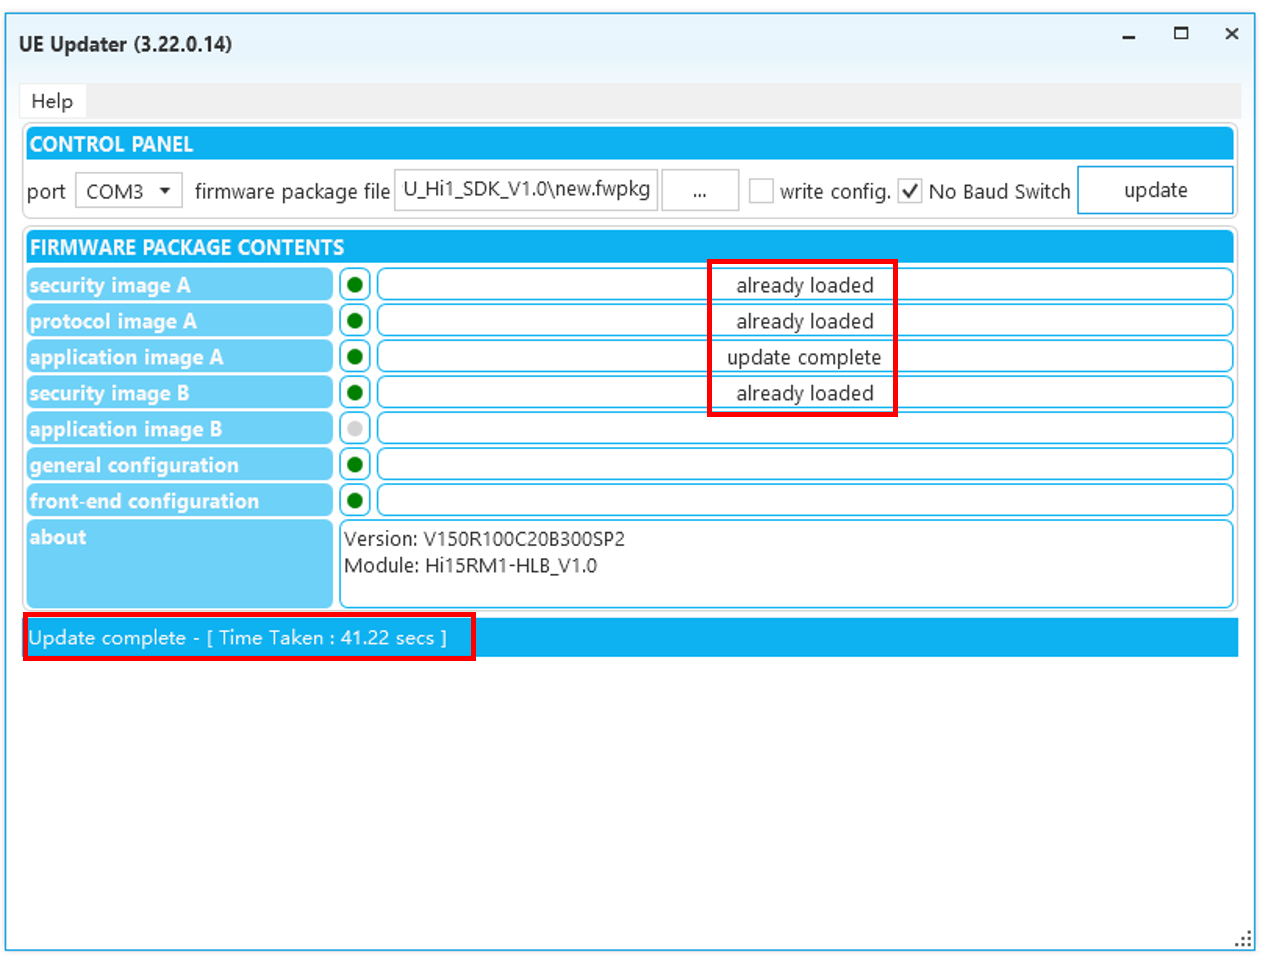 UE Updater (3.22.0.14)
Help
CONTROL PANEL
port COM3 firmware package file U_Hi1_SDK_V1.0\new.fwpkg ... write config. No Baud Switch update
FIRMWARE PACKAGE CONTENTS
security image A already loaded
protocol image A already loaded
application image A update complete
security image B already loaded
application image B
general configuration
front-end configuration
about Version: V150R100C20B300SP2
Module: Hi15RM1-HLB_V1.0
Update complete - [ Time Taken : 41.22 secs ]